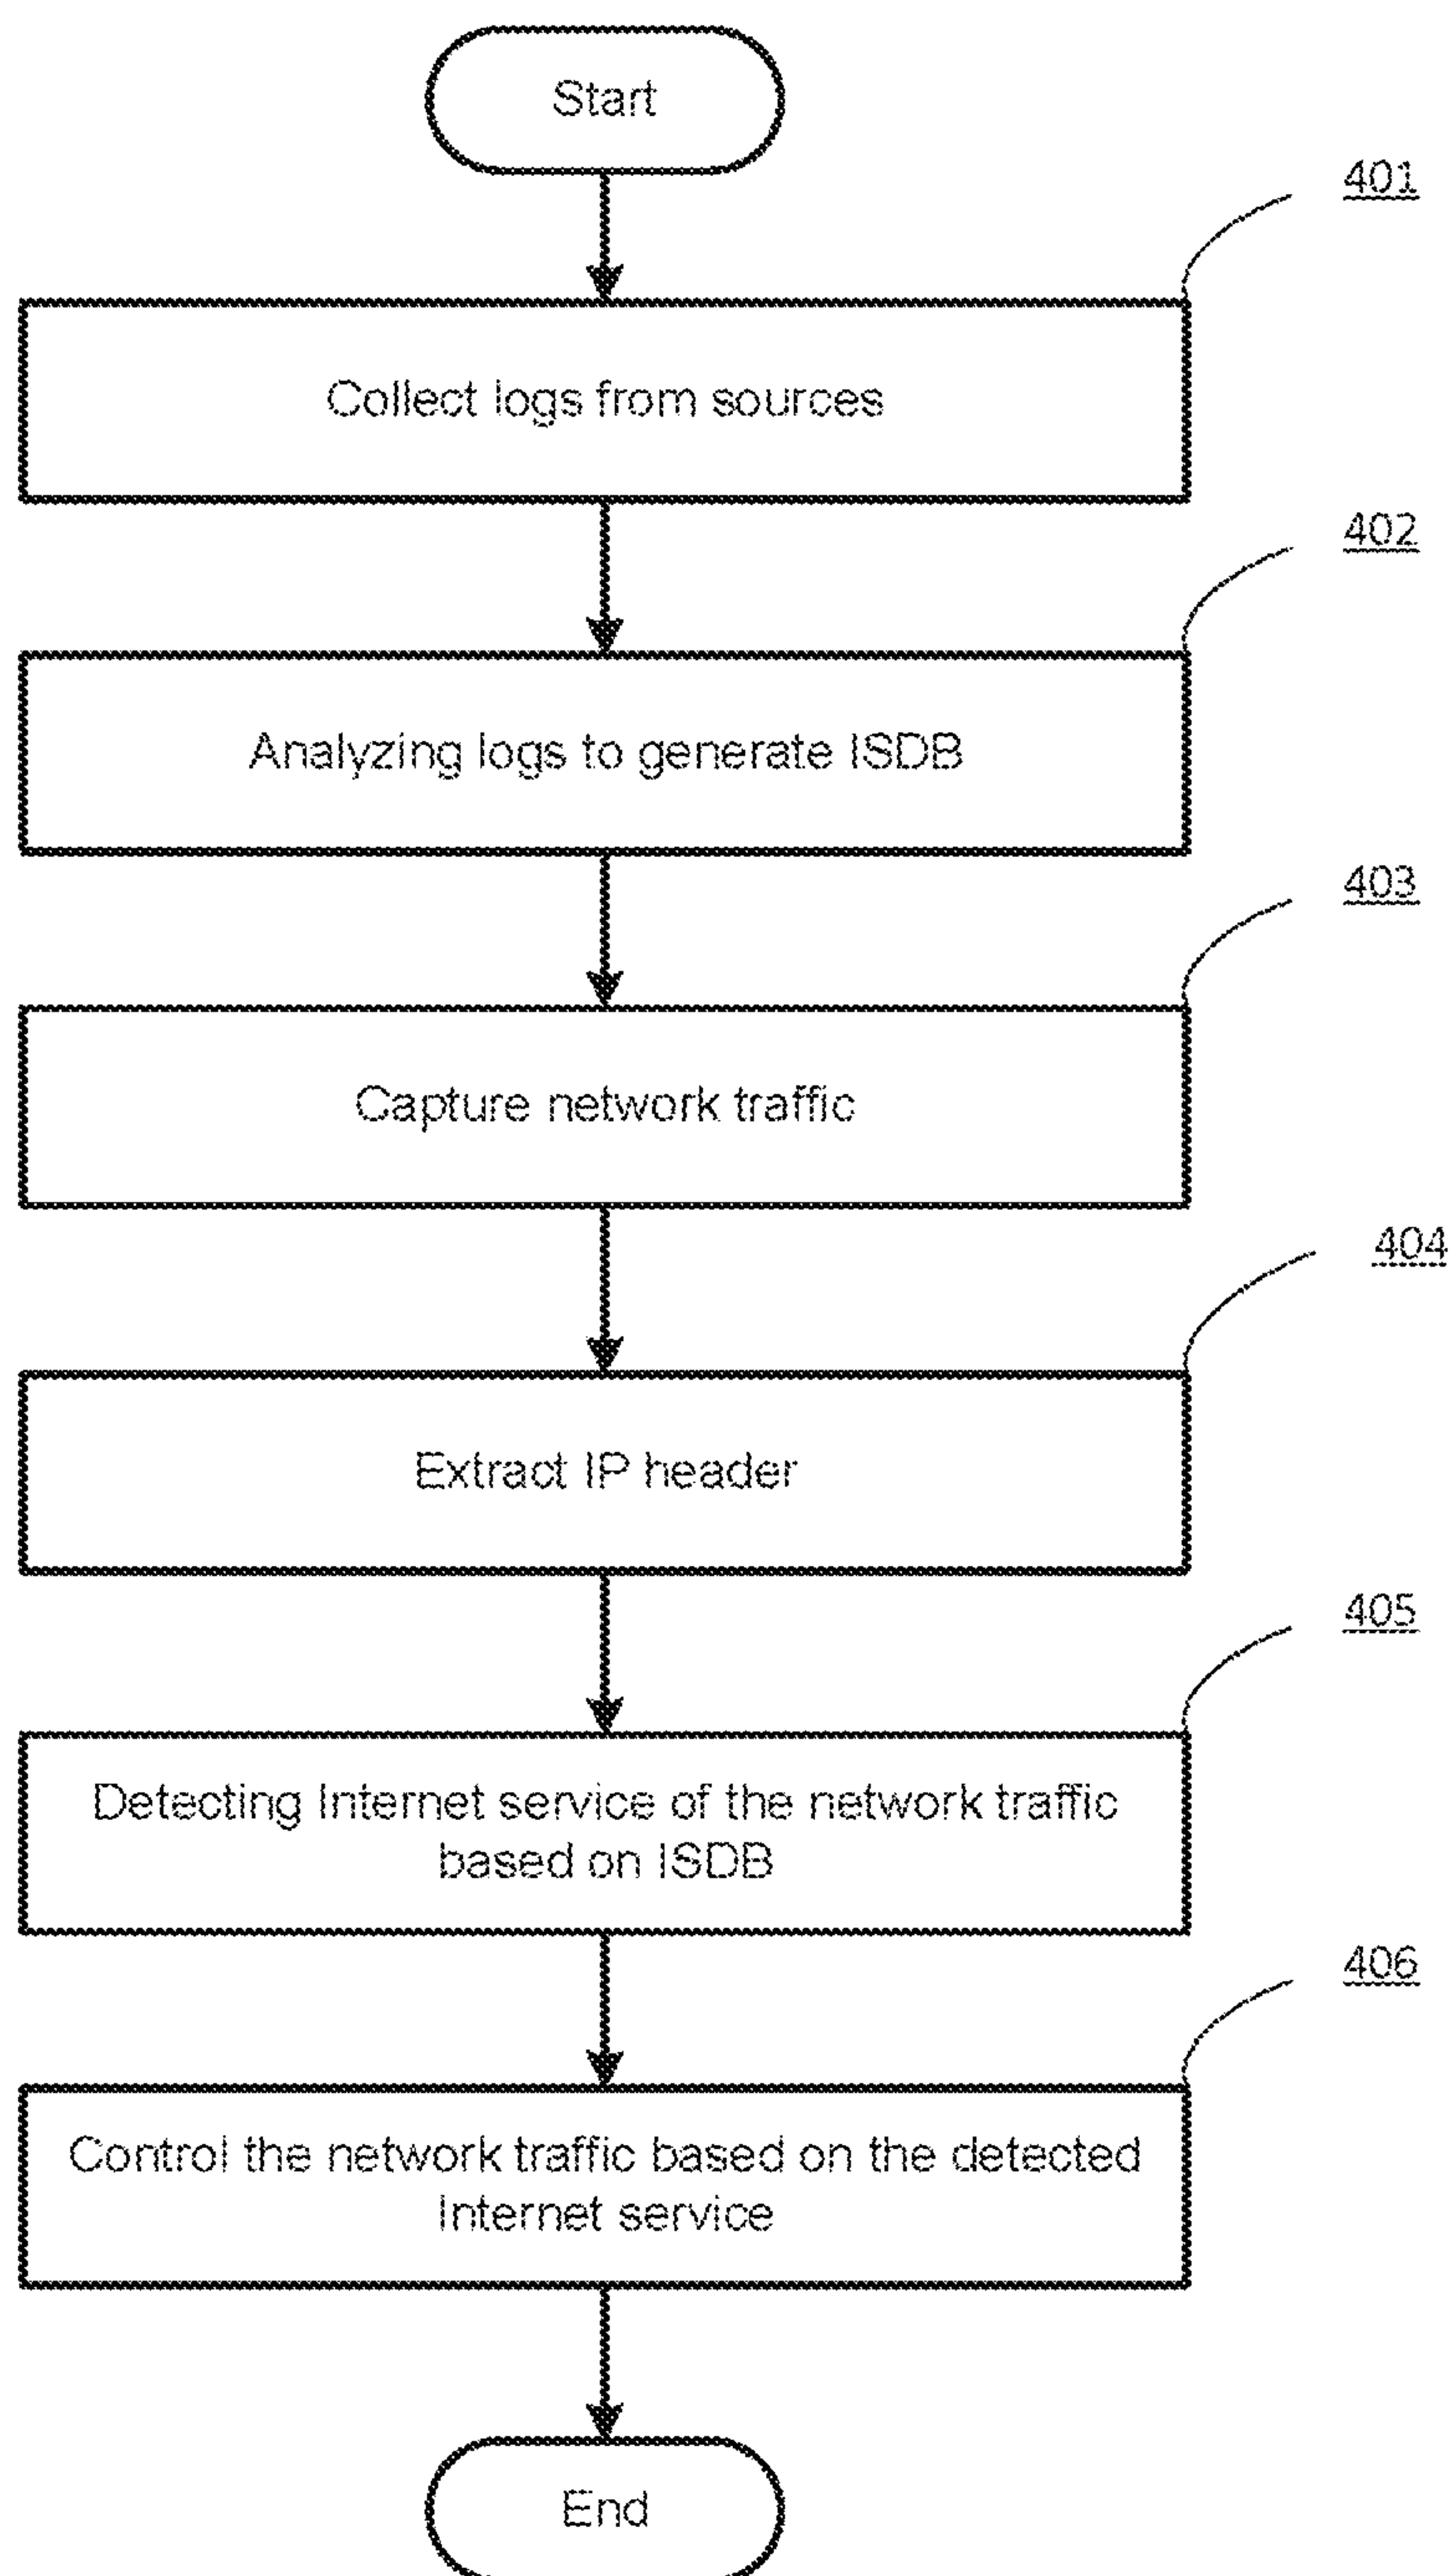 Start
401
Collect logs from sources
402
Analyzing logs to generate ISDB
403
Capture network traffic
404
Extract IP header
405
Detecting Internet service of the network traffic
based on ISDB
406
Control the network traffic based on the detected
Internet service
End